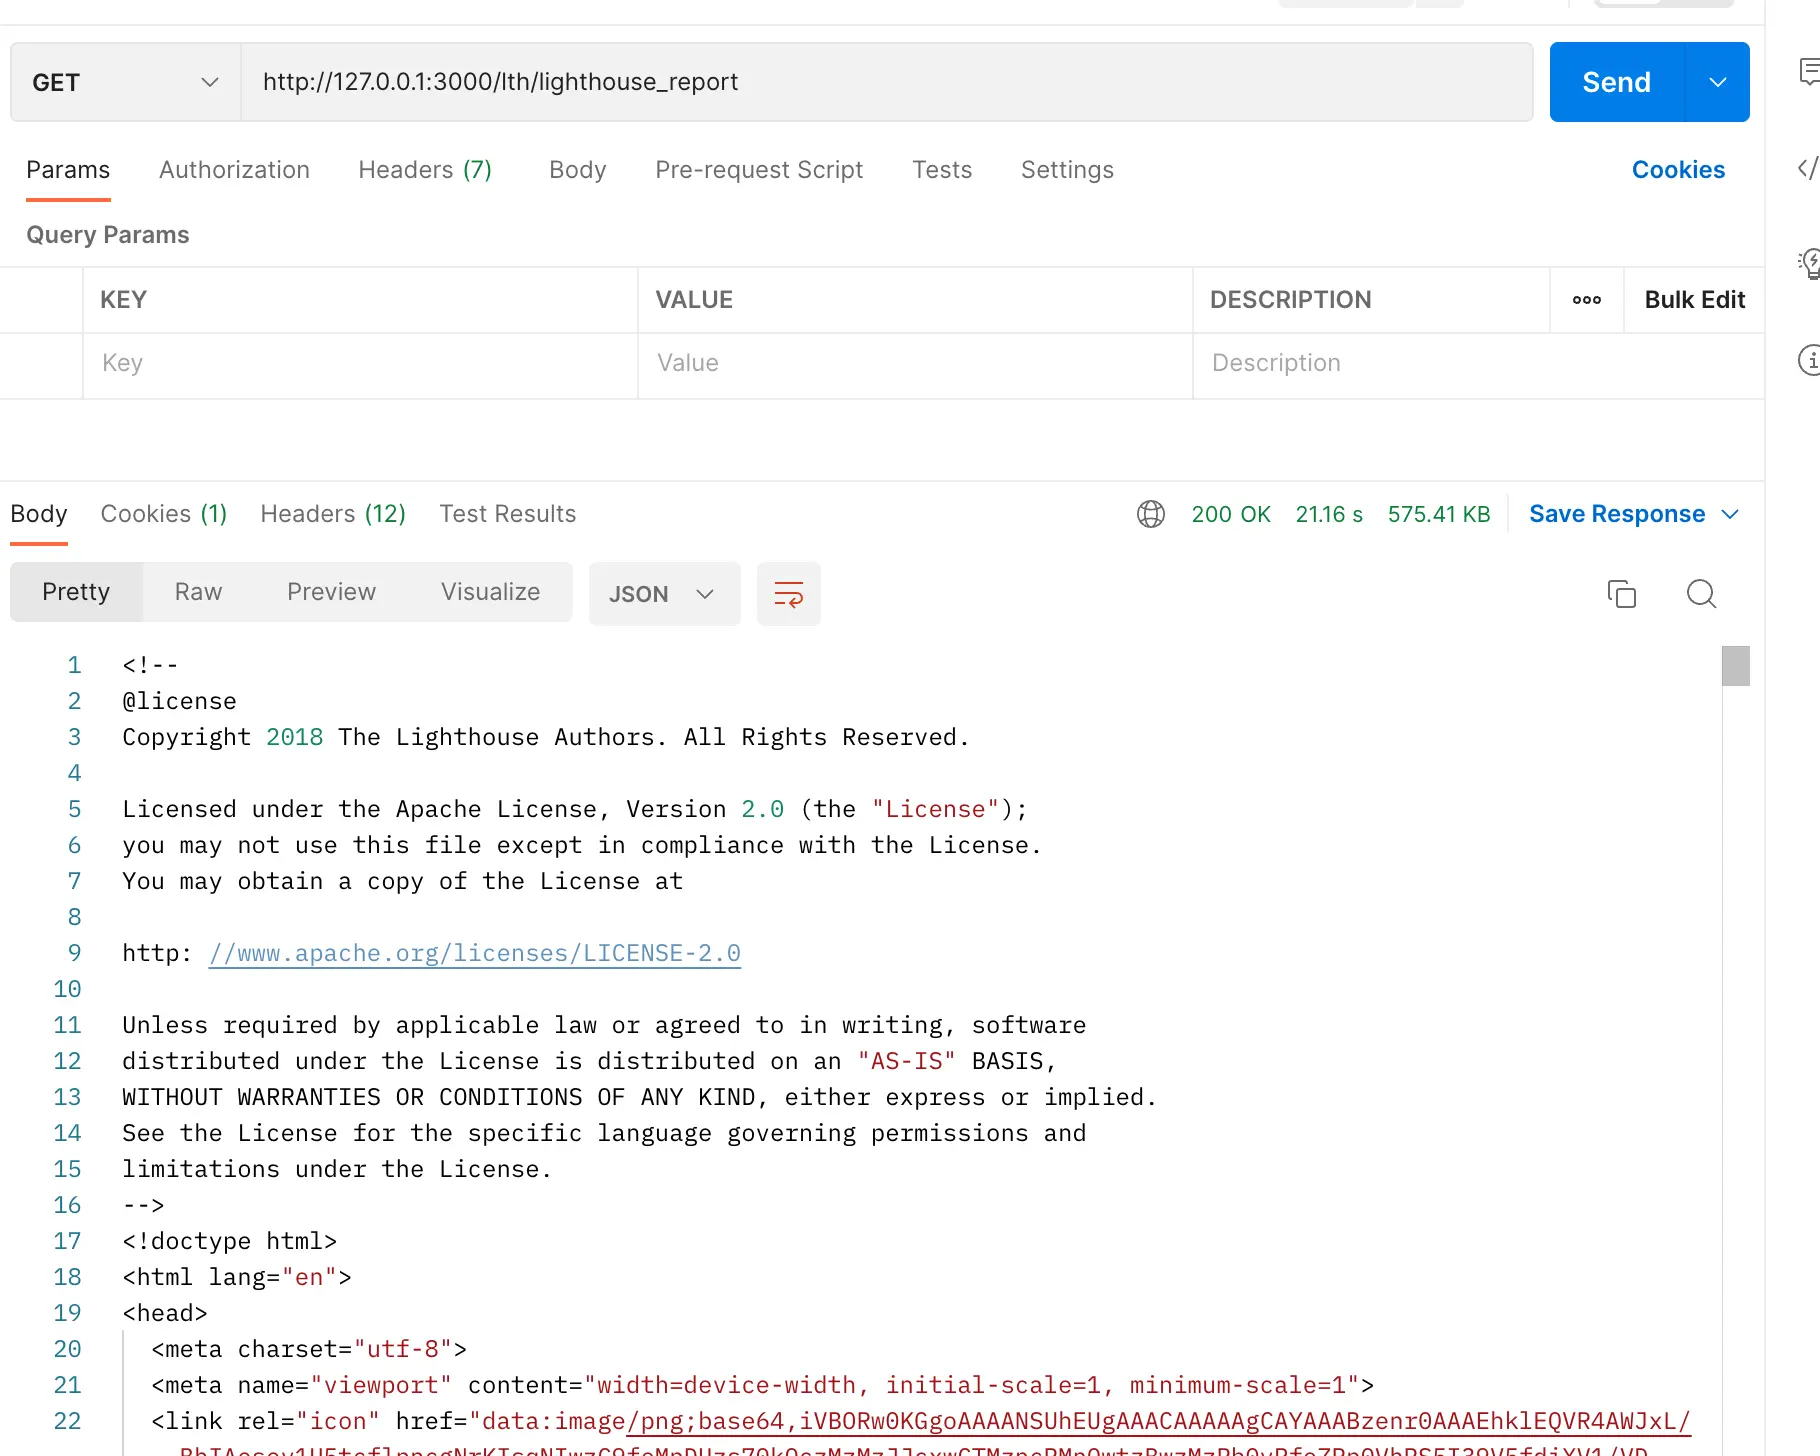 GET http://127.0.0.1:3000/lth/lighthouse_report Send
Params Authorization Headers (7) Body Pre-request Script Tests Settings Cookies
Query Params
KEY VALUE DESCRIPTION ooo Bulk Edit
Key Value Description
Body Cookies (1) Headers (12) Test Results 200 OK 21.16 s 575.41 KB Save Response
Pretty Raw Preview Visualize JSON
1 <!--
2 @license
3 Copyright 2018 The Lighthouse Authors. All Rights Reserved.
4
5 Licensed under the Apache License, Version 2.0 (the "License");
6 you may not use this file except in compliance with the License.
7 You may obtain a copy of the License at
8
9 http: //www.apache.org/licenses/LICENSE-2.0
10
11 Unless required by applicable law or agreed to in writing, software
12 distributed under the License is distributed on an "AS-IS" BASIS,
13 WITHOUT WARRANTIES OR CONDITIONS OF ANY KIND, either express or implied.
14 See the License for the specific language governing permissions and
15 limitations under the License.
16 -->
17 <!doctype html>
18 <html lang="en">
19 <head>
20 <meta charset="utf-8">
21 <meta name="viewport" content="width=device-width, initial-scale=1, minimum-scale=1">
22 <link rel="icon" href="data:image/png;base64,iVBORw0KGgoAAAANSUhEUgAAACAAAAAgCAYAAABzenr0AAAEhklEQVR4AWJxL/